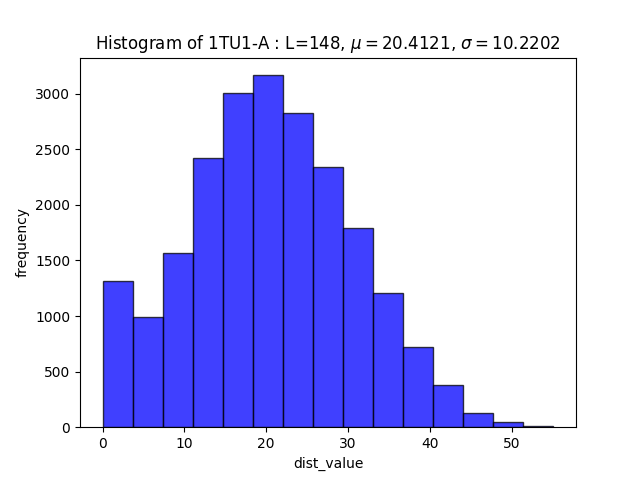 Histogram of 1TU1-A : L=148, μ = 20.4121, σ = 10.2202
3000
2500
2000
1500
1000
500
0
frequency
0 10 20 30 40 50
dist_value